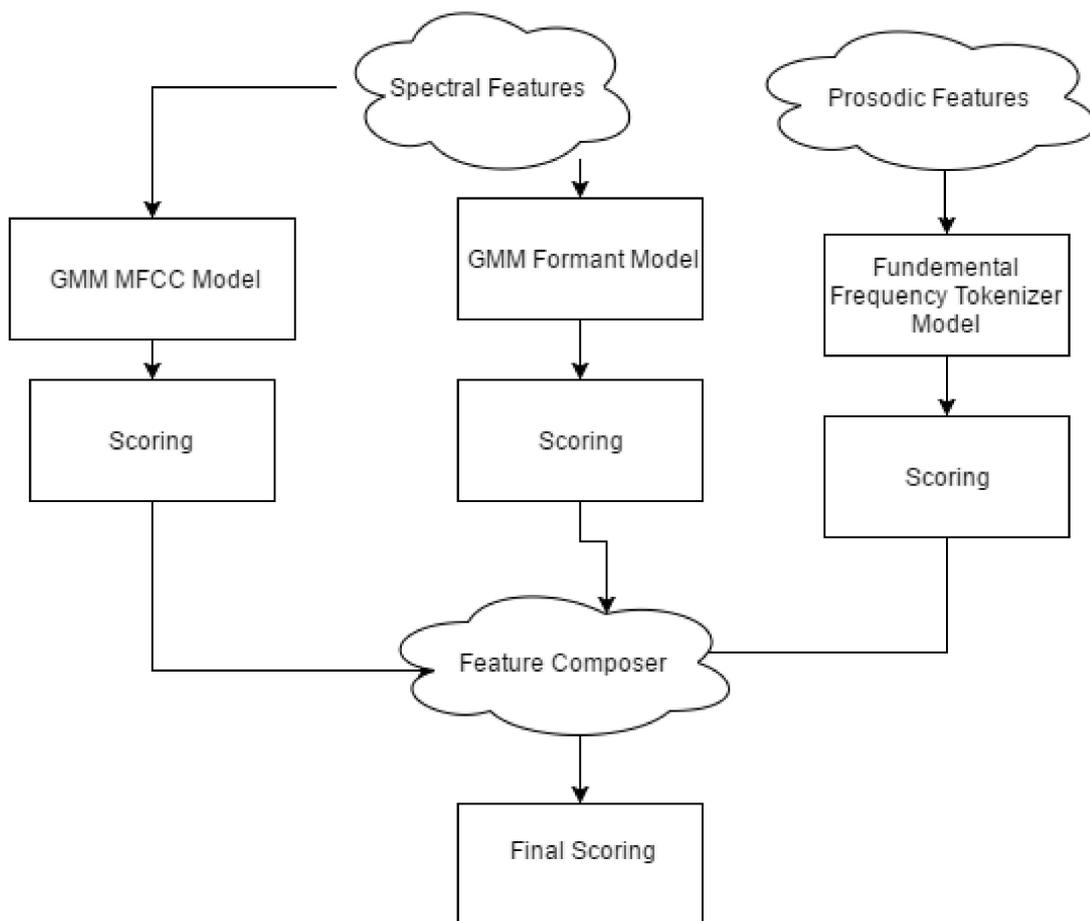 Spectral Features
Prosodic Features
GMM MFCC Model
GMM Formant Model
Fundemental
Frequency Tokenizer
Model
Scoring
Scoring
Scoring
Feature Composer
Final Scoring